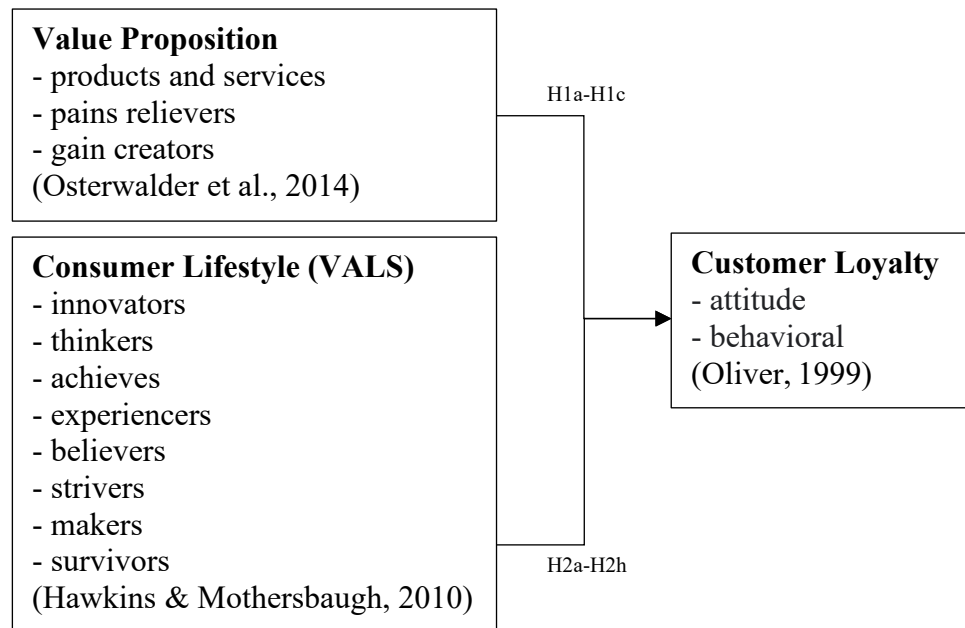 Value Proposition
- products and services
- pains relievers
- gain creators
(Osterwalder et al., 2014)
H1a-H1c
Consumer Lifestyle (VALS)
- innovators
- thinkers
- achieves
- experiencers
- believers
- strivers
- makers
- survivors
(Hawkins & Mothersbaugh, 2010)
H2a-H2h
Customer Loyalty
- attitude
- behavioral
(Oliver, 1999)